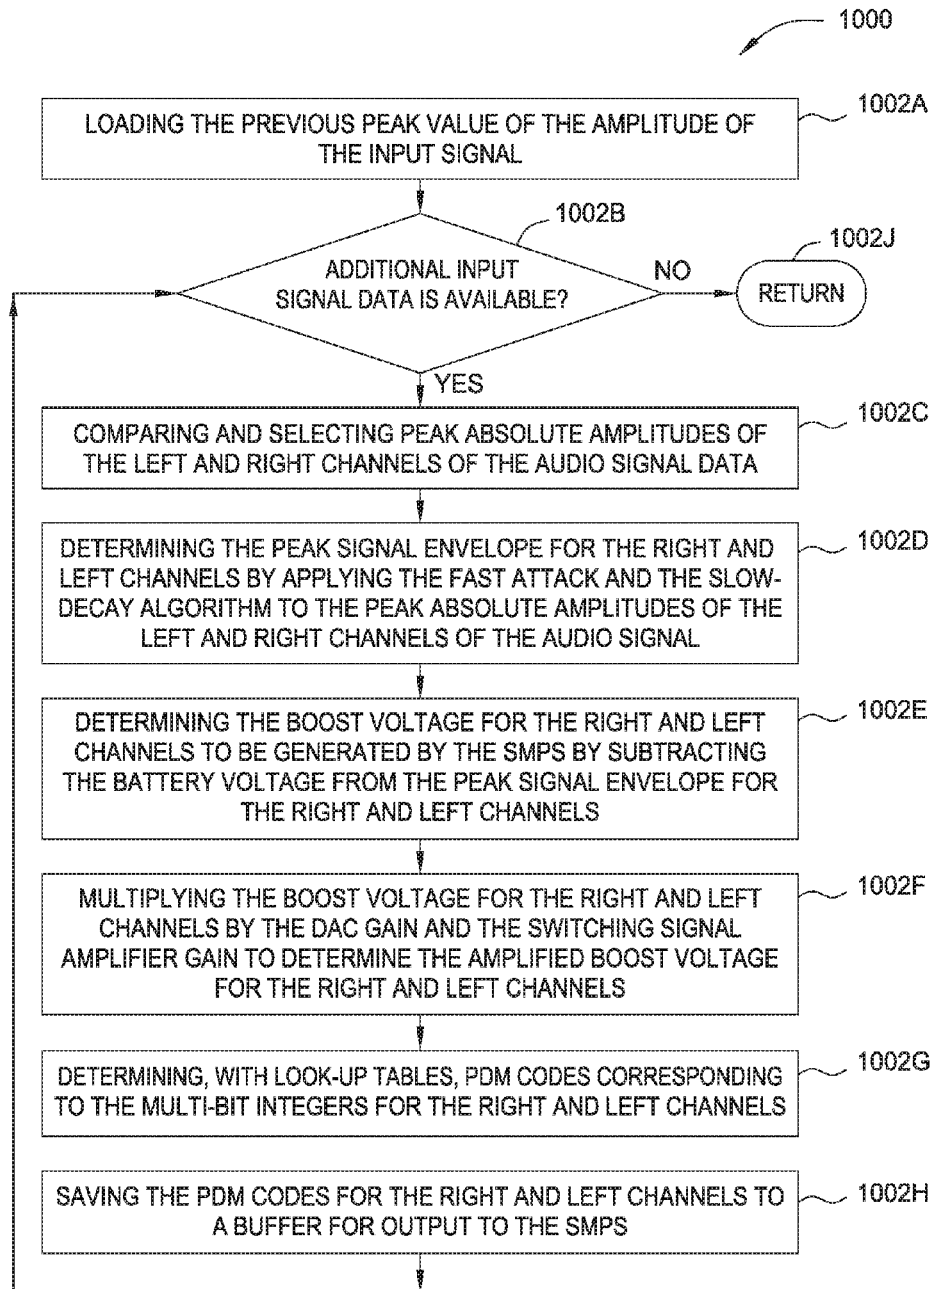 1000
1002A
LOADING THE PREVIOUS PEAK VALUE OF THE AMPLITUDE OF
THE INPUT SIGNAL
1002B
1002J
ADDITIONAL INPUT
SIGNAL DATA IS AVAILABLE?
NO
RETURN
YES
1002C
COMPARING AND SELECTING PEAK ABSOLUTE AMPLITUDES OF
THE LEFT AND RIGHT CHANNELS OF THE AUDIO SIGNAL DATA
1002D
DETERMINING THE PEAK SIGNAL ENVELOPE FOR THE RIGHT AND
LEFT CHANNELS BY APPLYING THE FAST ATTACK AND THE SLOW-
DECAY ALGORITHM TO THE PEAK ABSOLUTE AMPLITUDES OF THE
LEFT AND RIGHT CHANNELS OF THE AUDIO SIGNAL
1002E
DETERMINING THE BOOST VOLTAGE FOR THE RIGHT AND LEFT
CHANNELS TO BE GENERATED BY THE SMPS BY SUBTRACTING
THE BATTERY VOLTAGE FROM THE PEAK SIGNAL ENVELOPE FOR
THE RIGHT AND LEFT CHANNELS
1002F
MULTIPLYING THE BOOST VOLTAGE FOR THE RIGHT AND LEFT
CHANNELS BY THE DAC GAIN AND THE SWITCHING SIGNAL
AMPLIFIER GAIN TO DETERMINE THE AMPLIFIED BOOST VOLTAGE
FOR THE RIGHT AND LEFT CHANNELS
1002G
DETERMINING, WITH LOOK-UP TABLES, PDM CODES CORRESPONDING
TO THE MULTI-BIT INTEGERS FOR THE RIGHT AND LEFT CHANNELS
1002H
SAVING THE PDM CODES FOR THE RIGHT AND LEFT CHANNELS TO
A BUFFER FOR OUTPUT TO THE SMPS